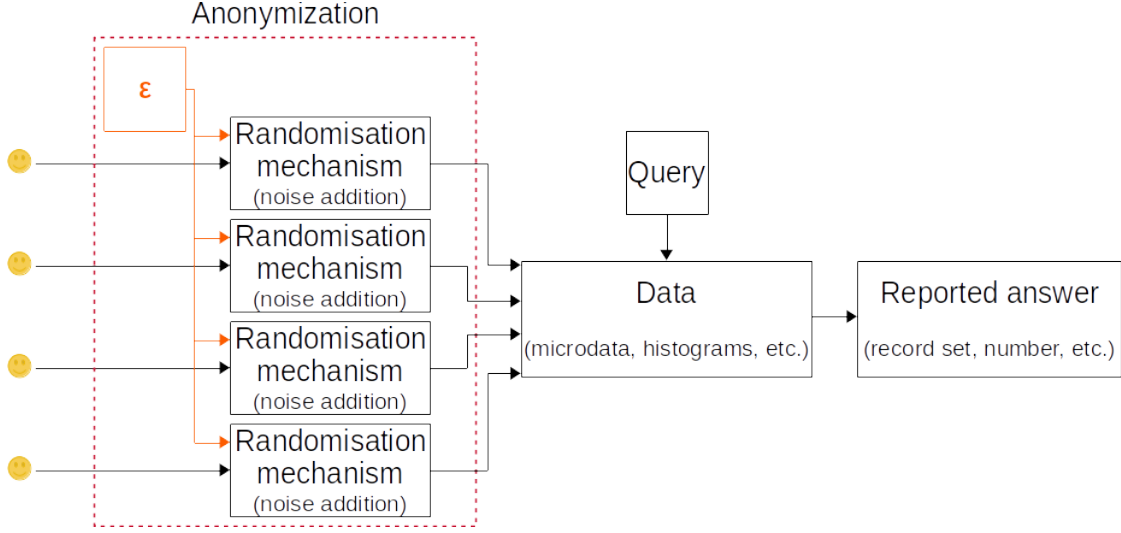 Anonymization
ε
Randomisation
mechanism
(noise addition)
Randomisation
mechanism
(noise addition)
Randomisation
mechanism
(noise addition)
Randomisation
mechanism
(noise addition)
Query
Data
(microdata, histograms, etc.)
Reported answer
(record set, number, etc.)